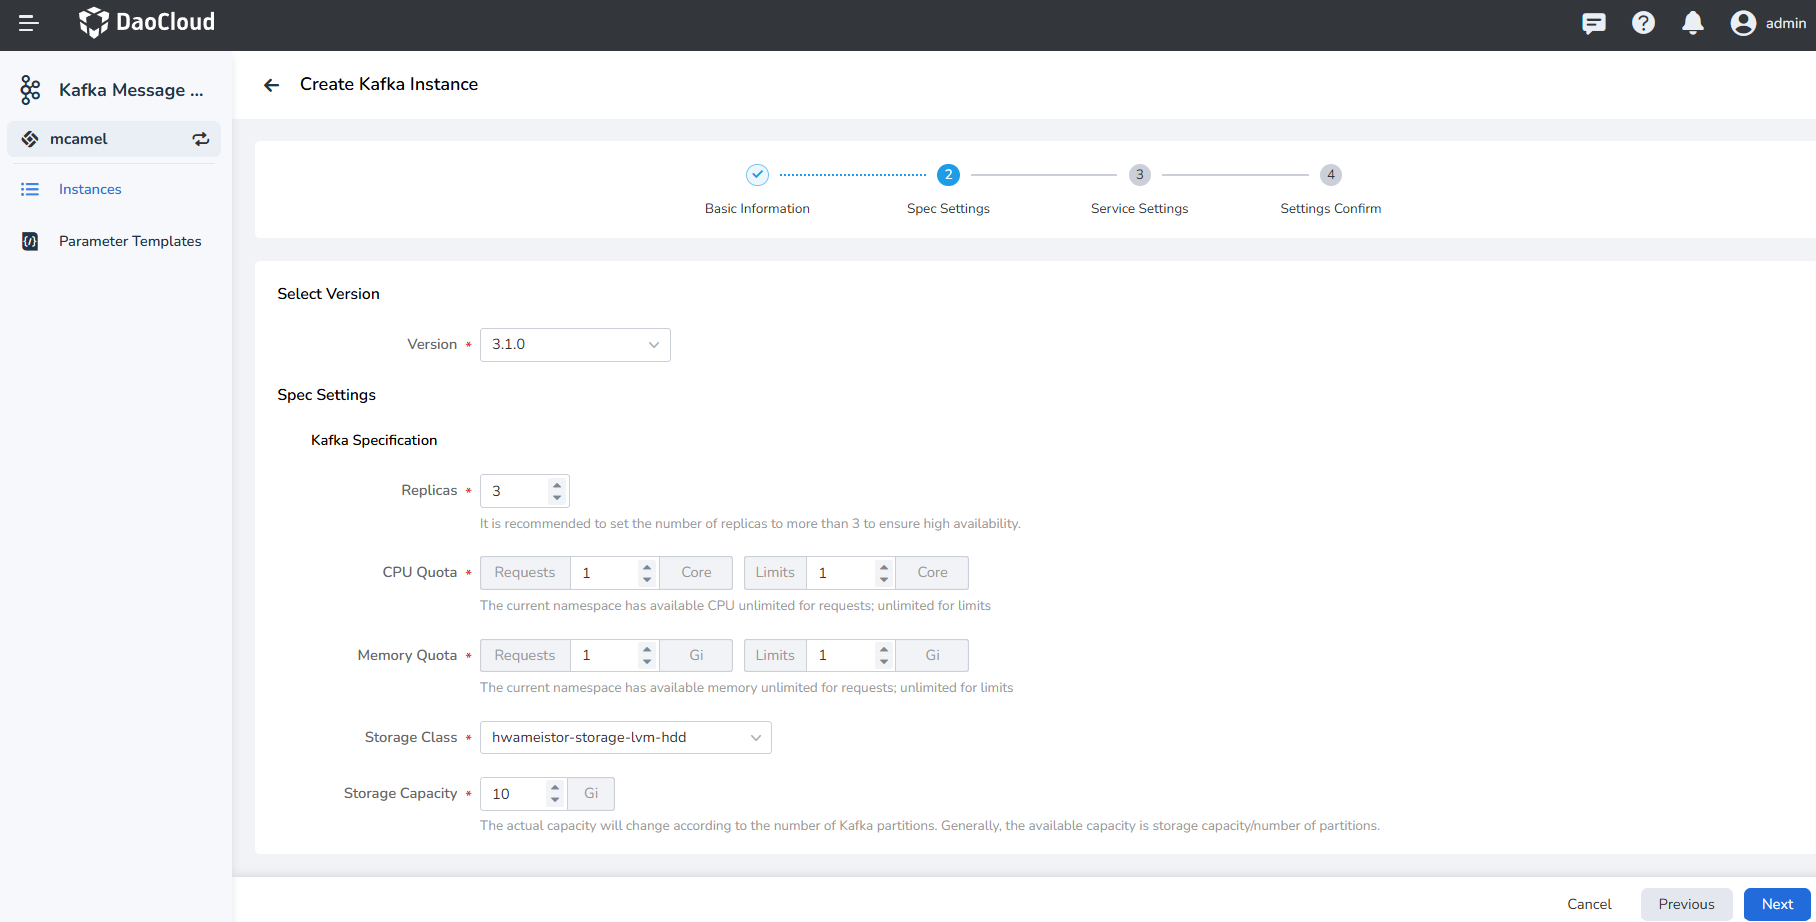 DaoCloud
admin
Kafka Message ...
mcamel
Instances
Parameter Templates
Create Kafka Instance
2
3
4
Basic Information
Spec Settings
Service Settings
Settings Confirm
Select Version
Version * 3.1.0
Spec Settings
Kafka Specification
Replicas * 3
It is recommended to set the number of replicas to more than 3 to ensure high availability.
CPU Quota * Requests 1 Core Limits 1 Core
The current namespace has available CPU unlimited for requests; unlimited for limits
Memory Quota * Requests 1 Gi Limits 1 Gi
The current namespace has available memory unlimited for requests; unlimited for limits
Storage Class * hwameistor-storage-lvm-hdd
Storage Capacity * 10 Gi
The actual capacity will change according to the number of Kafka partitions. Generally, the available capacity is storage capacity/number of partitions.
Cancel
Previous
Next